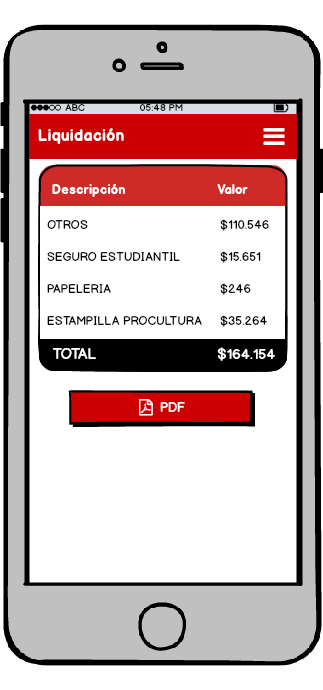 ABC 05:48 PM
Liquidación
Descripción Valor
OTROS $110.546
SEGURO ESTUDIANTIL $15.651
PAPELERIA $246
ESTAMPILLA PROCULTURA $35.264
TOTAL $164.154
PDF